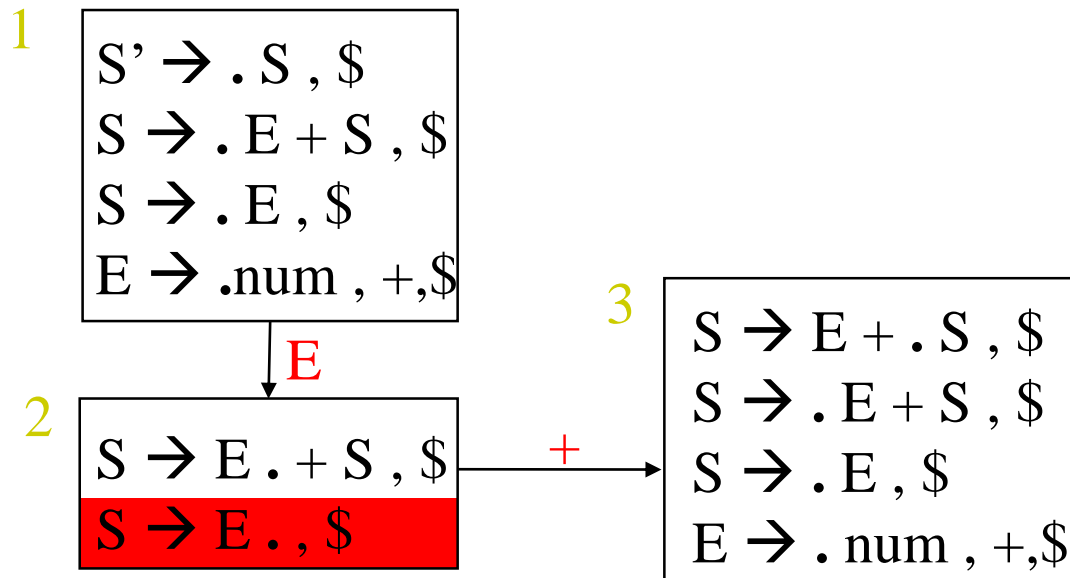 1
S’ → . S , $
S → . E + S , $
S → . E , $
E → .num , +,$
E
2
S → E . + S , $
S → E . , $
+
3
S → E + . S , $
S → . E + S , $
S → . E , $
E → . num , +,$